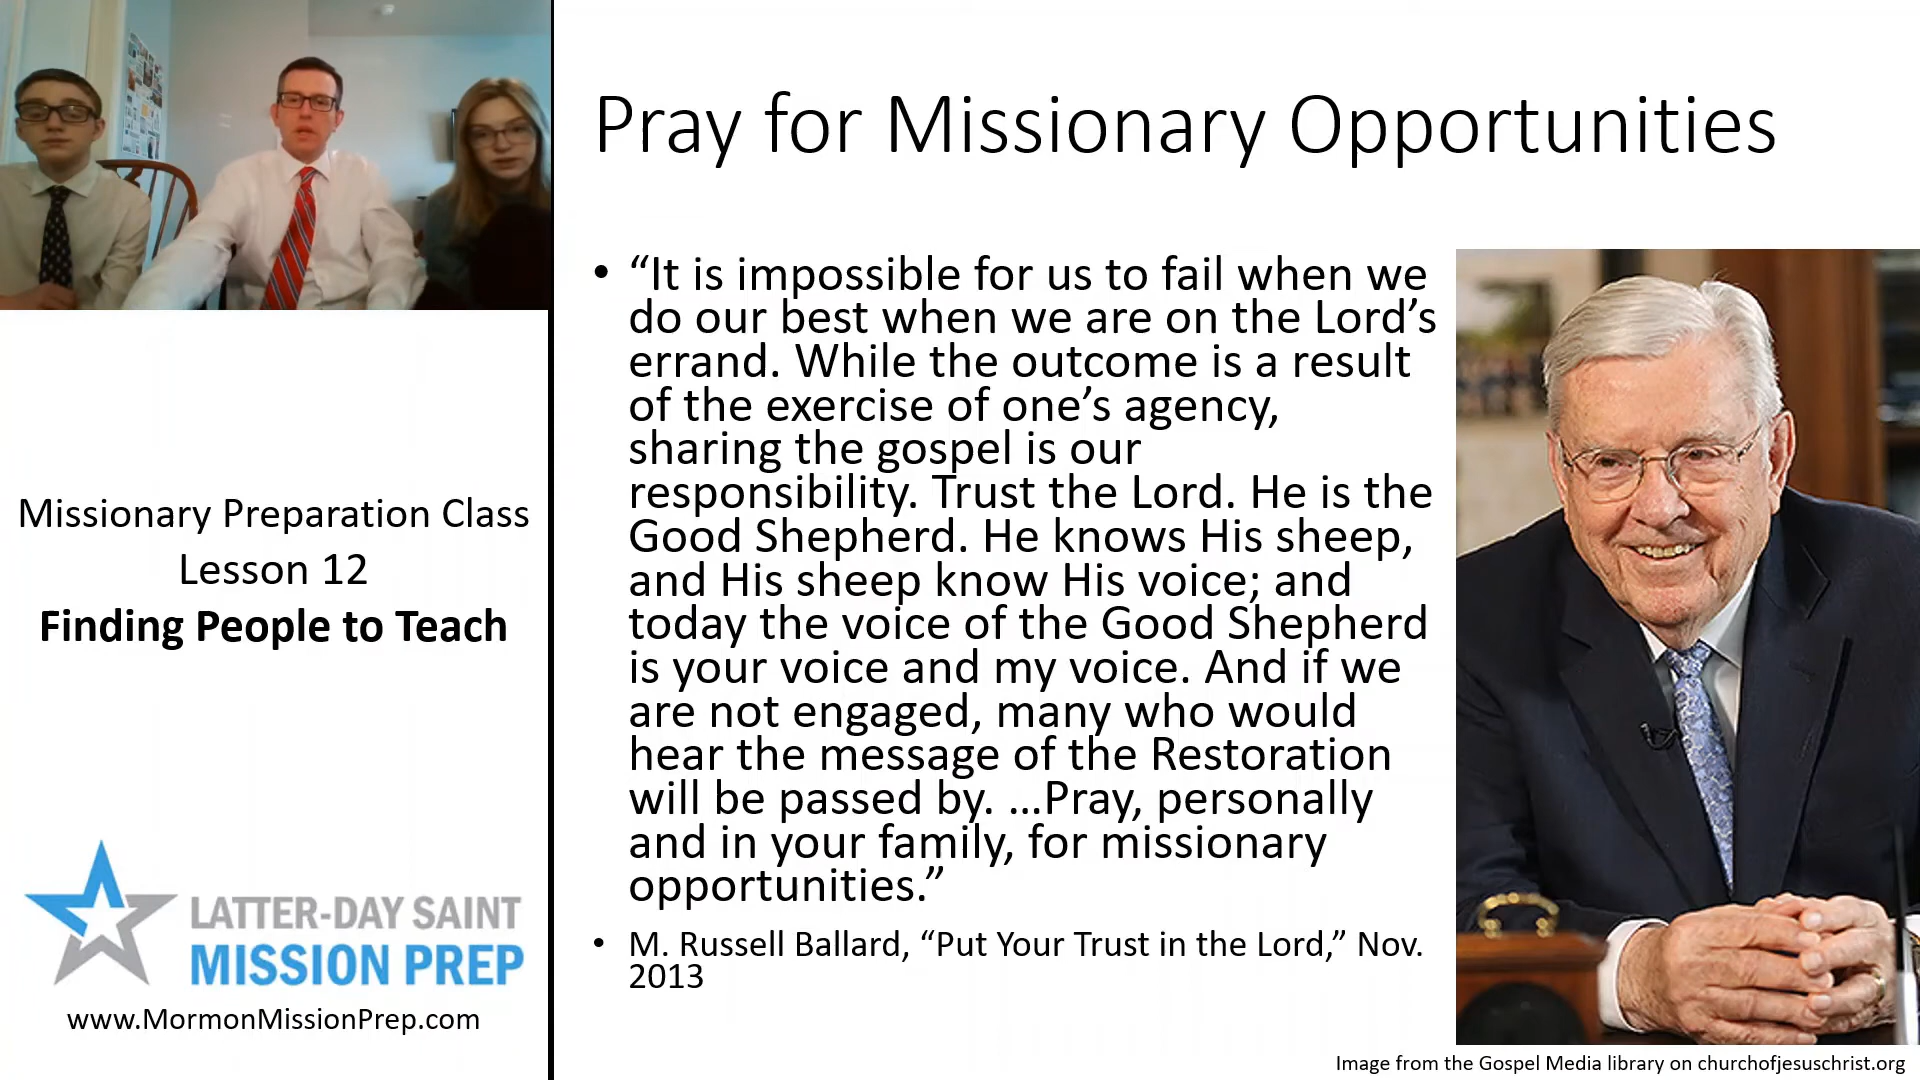 Pray for Missionary Opportunities
• “It is impossible for us to fail when we
do our best when we are on the Lord’s
errand. While the outcome is a result
of the exercise of one’s agency,
sharing the gospel is our
responsibility. Trust the Lord. He is the
Good Shepherd. He knows His sheep,
and His sheep know His voice; and
today the voice of the Good Shepherd
is your voice and my voice. And if we
are not engaged, many who would
hear the message of the Restoration
will be passed by. …Pray, personally
and in your family, for missionary
opportunities.”
• M. Russell Ballard, “Put Your Trust in the Lord,” Nov.
2013
Image from the Gospel Media library on churchofjesuschrist.org
Missionary Preparation Class
Lesson 12
Finding People to Teach
LATTER-DAY SAINT
MISSION PREP
www.MormonMissionPrep.com